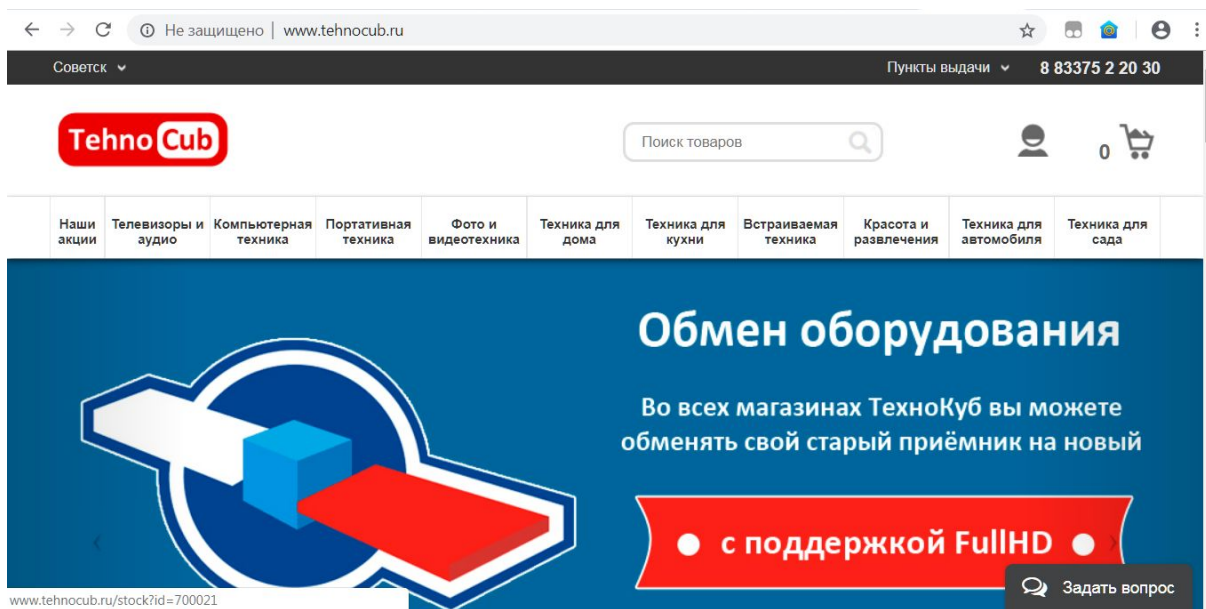 Не защищено | www.tehnocub.ru
Советск
Пункты выдачи
8 83375 2 20 30
Tehno Cub
Поиск товаров
0
Наши акции
Телевизоры и аудио
Компьютерная техника
Портативная техника
Фото и видеотехника
Техника для дома
Техника для кухни
Встраиваемая техника
Красота и развлечения
Техника для автомобиля
Техника для сада
Обмен оборудования
Во всех магазинах ТехноКуб вы можете
обменять свой старый приёмник на новый
с поддержкой FullHD
Задать вопрос
www.tehnocub.ru/stock?id=700021